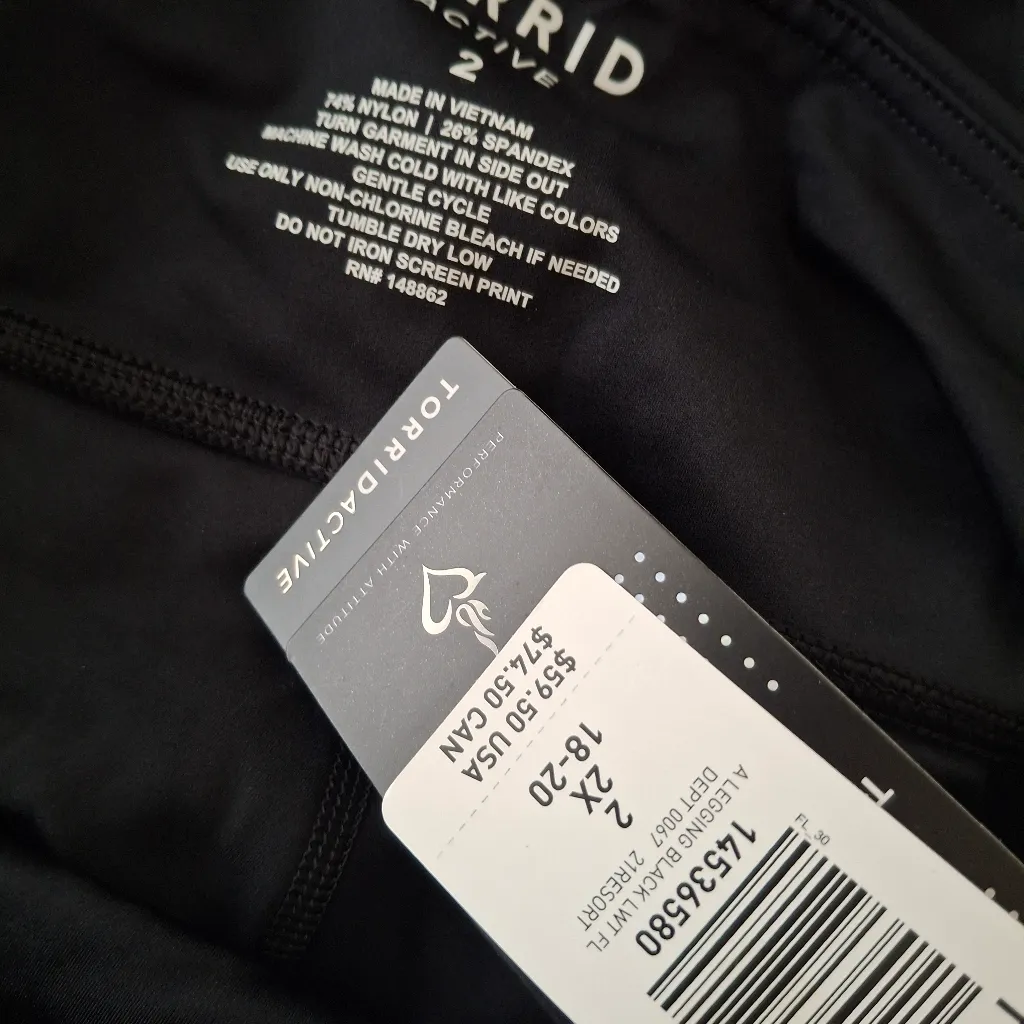 TORRID
ACTIVE
2
MADE IN VIETNAM
74% NYLON | 26% SPANDEX
TURN GARMENT IN SIDE OUT
MACHINE WASH COLD WITH LIKE COLORS
GENTLE CYCLE
USE ONLY NON-CHLORINE BLEACH IF NEEDED
TUMBLE DRY LOW
DO NOT IRON SCREEN PRINT
RN# 148862
TORRIDACTIVE
PERFORMANCE WITH ATTITUDE
$59.50 USA
$74.50 CAN
2
2X
18-20
A LEGGING BLACK LWT FL
DEPT 0067 21RESORT
14536580
FL_30
T